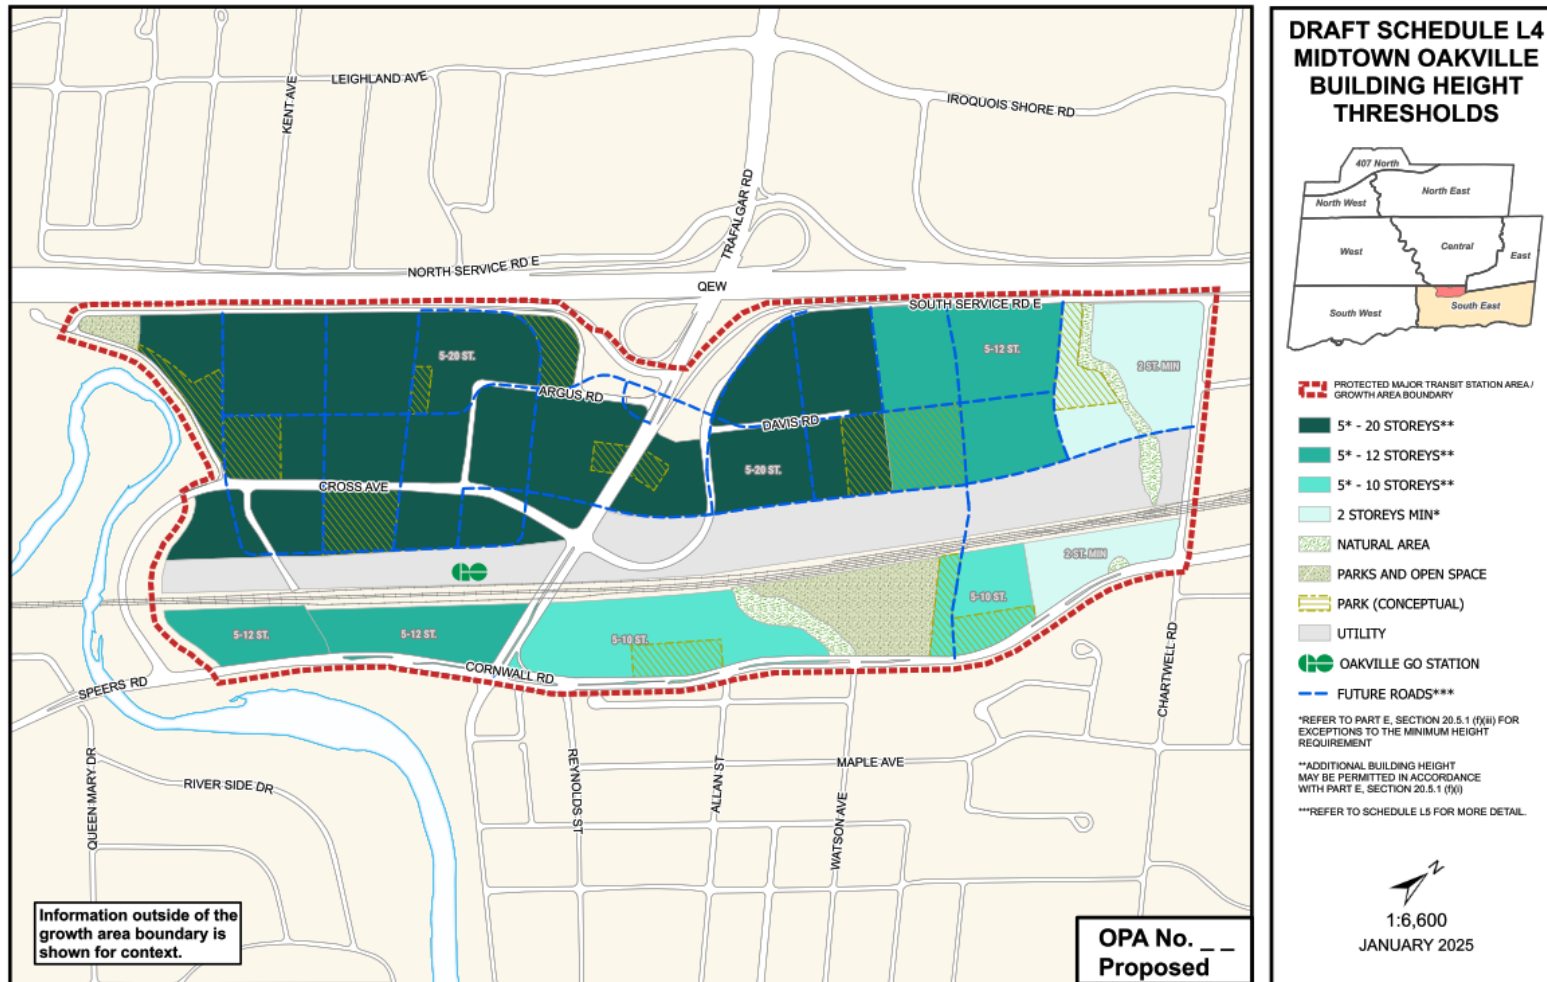 DRAFT SCHEDULE L4
MIDTOWN OAKVILLE
BUILDING HEIGHT
THRESHOLDS
407 North
North West
North East
West
Central
East
South West
South East
PROTECTED MAJOR TRANSIT STATION AREA /
GROWTH AREA BOUNDARY
5* - 20 STOREYS**
5* - 12 STOREYS**
5* - 10 STOREYS**
2 STOREYS MIN*
NATURAL AREA
PARKS AND OPEN SPACE
PARK (CONCEPTUAL)
UTILITY
GO OAKVILLE GO STATION
FUTURE ROADS***
*REFER TO PART E, SECTION 20.5.1 (f)(iii) FOR
EXCEPTIONS TO THE MINIMUM HEIGHT
REQUIREMENT
**ADDITIONAL BUILDING HEIGHT
MAY BE PERMITTED IN ACCORDANCE
WITH PART E, SECTION 20.5.1 (f)(i)
***REFER TO SCHEDULE L5 FOR MORE DETAIL.
N
1:6,600
JANUARY 2025
LEIGHLAND AVE
KENT AVE
IROQUOIS SHORE RD
TRAFALGAR RD
NORTH SERVICE RD E
QEW
SOUTH SERVICE RD E
5-20 ST.
5-12 ST.
2 ST. MIN
ARGUS RD
DAVIS RD
5-20 ST.
CROSS AVE
GO
2 ST. MIN
5-10 ST.
5-12 ST.
5-12 ST.
5-10 ST.
CORNWALL RD
SPEERS RD
CHARTWELL RD
QUEEN MARY DR
RIVER SIDE DR
REYNOLDS ST
ALLAN ST
WATSON AVE
MAPLE AVE
Information outside of the
growth area boundary is
shown for context.
OPA No. _ _
Proposed